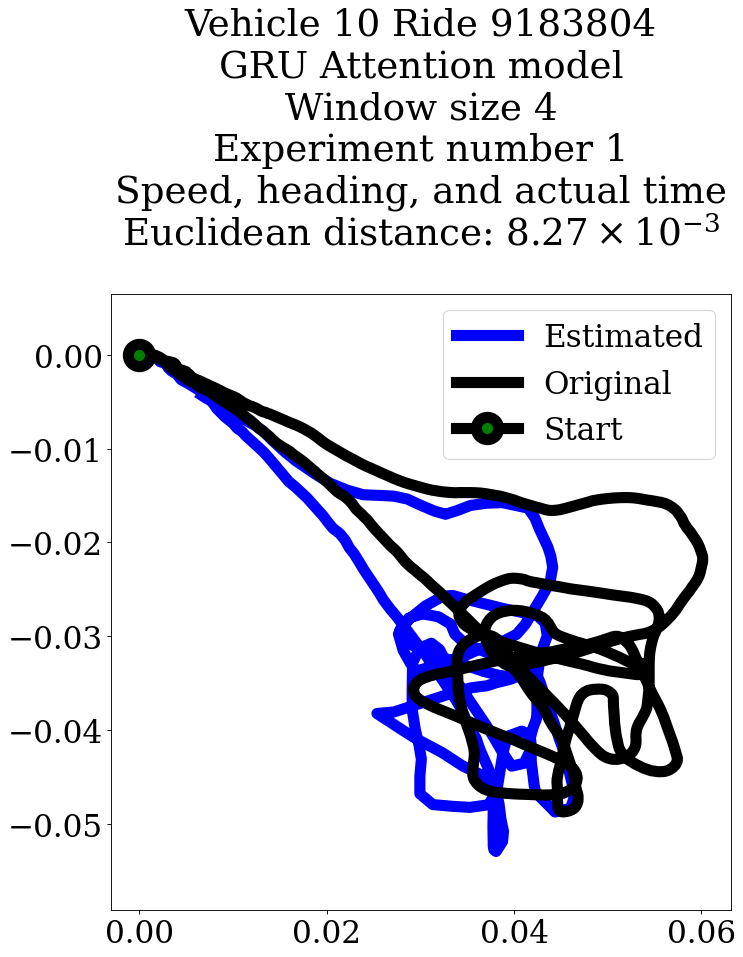 Vehicle 10 Ride 9183804
GRU Attention model
Window size 4
Experiment number 1
Speed, heading, and actual time
Euclidean distance: 8.27 × 10⁻³
Estimated
Original
Start
0.00
−0.01
−0.02
−0.03
−0.04
−0.05
0.00 0.02 0.04 0.06